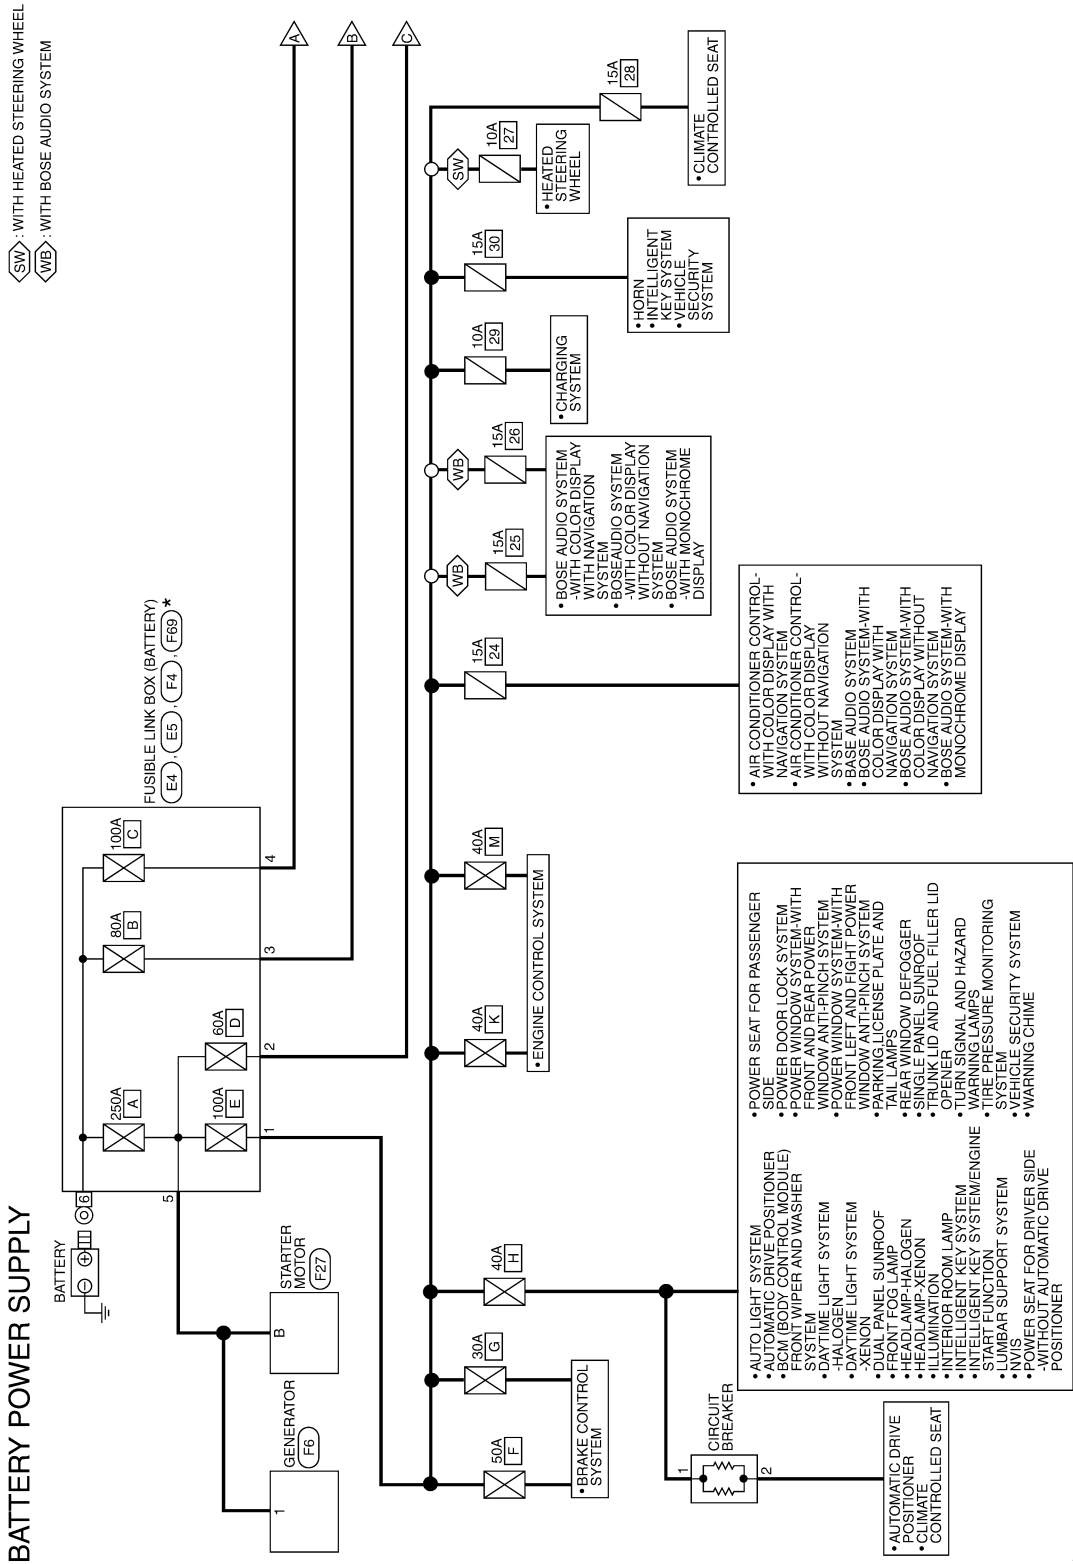 BATTERY POWER SUPPLY
SW : WITH HEATED STEERING WHEEL
WB : WITH BOSE AUDIO SYSTEM
BATTERY
6
FUSIBLE LINK BOX (BATTERY)
E4 , E5 , F4 , F69 *
250A
A
80A
B
100A
C
100A
E
60A
D
5
1
2
3
4
A
B
C
GENERATOR
F6
1
STARTER
MOTOR
F27
B
50A
F
30A
G
• BRAKE CONTROL
SYSTEM
40A
H
CIRCUIT
BREAKER
1
2
• AUTOMATIC DRIVE
POSITIONER
• CLIMATE
CONTROLLED SEAT
• AUTO LIGHT SYSTEM
• AUTOMATIC DRIVE POSITIONER
• BCM (BODY CONTROL MODULE)
• FRONT WIPER AND WASHER
SYSTEM
• DAYTIME LIGHT SYSTEM
-HALOGEN
• DAYTIME LIGHT SYSTEM
-XENON
• DUAL PANEL SUNROOF
• FRONT FOG LAMP
• HEADLAMP-HALOGEN
• HEADLAMP-XENON
• ILLUMINATION
• INTERIOR ROOM LAMP
• INTELLIGENT KEY SYSTEM
• INTELLIGENT KEY SYSTEM/ENGINE
START FUNCTION
• LUMBAR SUPPORT SYSTEM
• NVIS
• POWER SEAT FOR DRIVER SIDE
-WITHOUT AUTOMATIC DRIVE
POSITIONER
• POWER SEAT FOR PASSENGER
SIDE
• POWER DOOR LOCK SYSTEM
• POWER WINDOW SYSTEM-WITH
FRONT AND REAR POWER
WINDOW ANTI-PINCH SYSTEM
• POWER WINDOW SYSTEM-WITH
FRONT LEFT AND FIGHT POWER
WINDOW ANTI-PINCH SYSTEM
• PARKING,LICENSE PLATE AND
TAIL LAMPS
• REAR WINDOW DEFOGGER
• SINGLE PANEL SUNROOF
• TRUNK LID AND FUEL FILLER LID
OPENER
• TURN SIGNAL AND HAZARD
WARNING LAMPS
• TIRE PRESSURE MONITORING
SYSTEM
• VEHICLE SECURITY SYSTEM
• WARNING CHIME
40A
K
40A
M
• ENGINE CONTROL SYSTEM
15A
24
• AIR CONDITIONER CONTROL-
WITH COLOR DISPLAY WITH
NAVIGATION SYSTEM
• AIR CONDITIONER CONTROL-
WITH COLOR DISPLAY
WITHOUT NAVIGATION
SYSTEM
• BASE AUDIO SYSTEM
• BOSE AUDIO SYSTEM-WITH
COLOR DISPLAY WITH
NAVIGATION SYSTEM
• BOSE AUDIO SYSTEM-WITH
COLOR DISPLAY WITHOUT
NAVIGATION SYSTEM
• BOSE AUDIO SYSTEM-WITH
MONOCHROME DISPLAY
WB
15A
25
WB
15A
26
• BOSE AUDIO SYSTEM
-WITH COLOR DISPLAY
WITH NAVIGATION
SYSTEM
• BOSEAUDIO SYSTEM
-WITH COLOR DISPLAY
WITHOUT NAVIGATION
SYSTEM
• BOSE AUDIO SYSTEM
-WITH MONOCHROME
DISPLAY
10A
29
• CHARGING
SYSTEM
15A
30
• HORN
• INTELLIGENT
KEY SYSTEM
• VEHICLE
SECURITY
SYSTEM
SW
10A
27
• HEATED
STEERING
WHEEL
15A
28
• CLIMATE
CONTROLLED SEAT